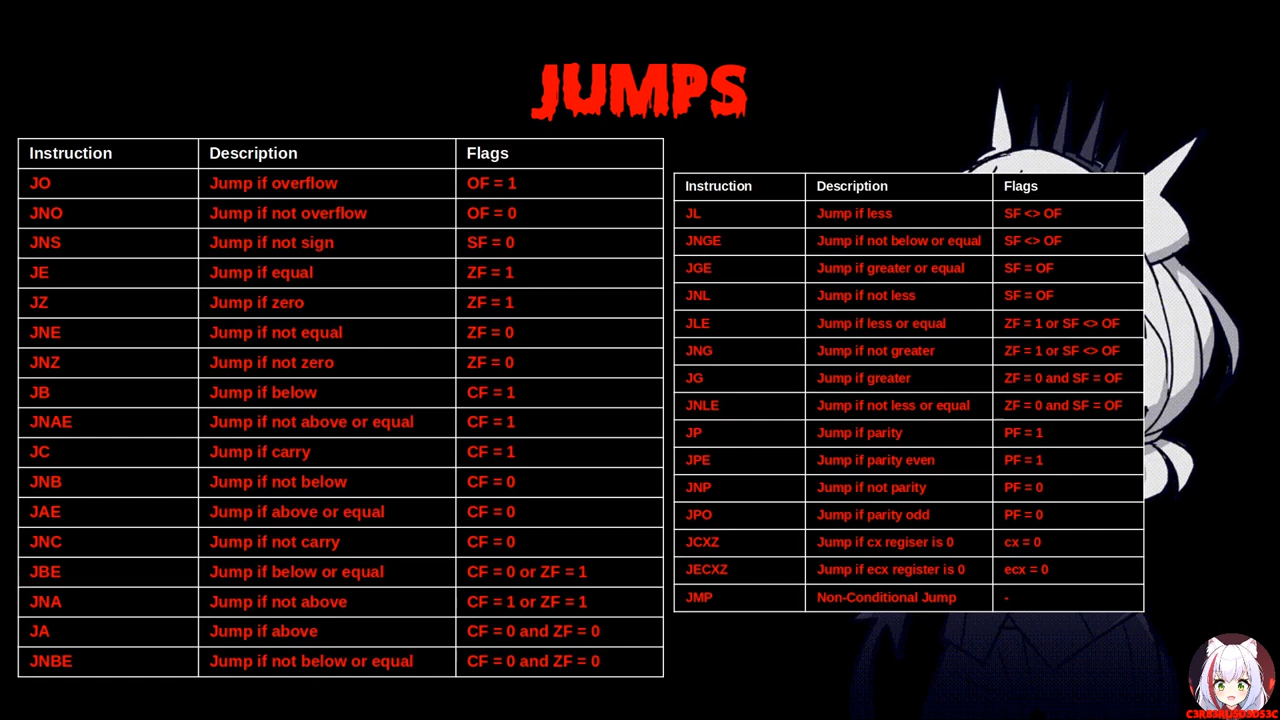 JUMPS
Instruction Description Flags
JO Jump if overflow OF = 1
JNO Jump if not overflow OF = 0
JNS Jump if not sign SF = 0
JE Jump if equal ZF = 1
JZ Jump if zero ZF = 1
JNE Jump if not equal ZF = 0
JNZ Jump if not zero ZF = 0
JB Jump if below CF = 1
JNAE Jump if not above or equal CF = 1
JC Jump if carry CF = 1
JNB Jump if not below CF = 0
JAE Jump if above or equal CF = 0
JNC Jump if not carry CF = 0
JBE Jump if below or equal CF = 0 or ZF = 1
JNA Jump if not above CF = 1 or ZF = 1
JA Jump if above CF = 0 and ZF = 0
JNBE Jump if not below or equal CF = 0 and ZF = 0
Instruction Description Flags
JL Jump if less SF <> OF
JNGE Jump if not below or equal SF <> OF
JGE Jump if greater or equal SF = OF
JNL Jump if not less SF = OF
JLE Jump if less or equal ZF = 1 or SF <> OF
JNG Jump if not greater ZF = 1 or SF <> OF
JG Jump if greater ZF = 0 and SF = OF
JNLE Jump if not less or equal ZF = 0 and SF = OF
JP Jump if parity PF = 1
JPE Jump if parity even PF = 1
JNP Jump if not parity PF = 0
JPO Jump if parity odd PF = 0
JCXZ Jump if cx regiser is 0 cx = 0
JECXZ Jump if ecx register is 0 ecx = 0
JMP Non-Conditional Jump -